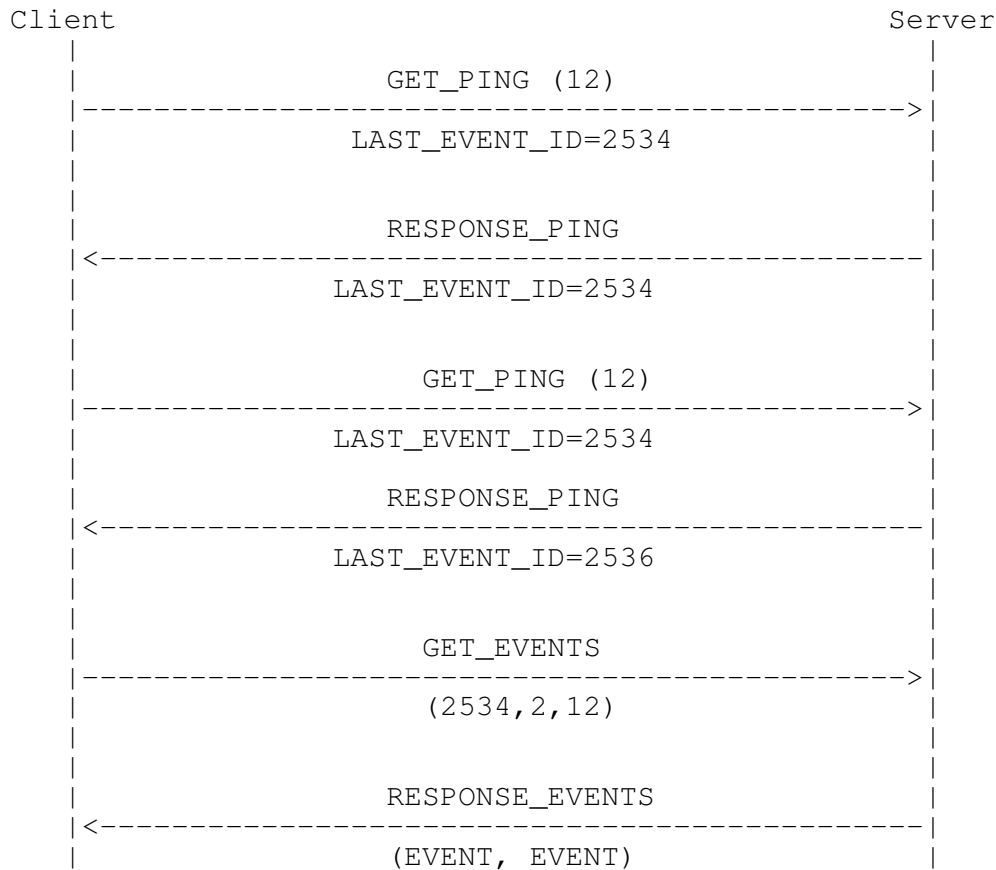 Client Server
GET_PING (12)
LAST_EVENT_ID=2534
RESPONSE_PING
LAST_EVENT_ID=2534
GET_PING (12)
LAST_EVENT_ID=2534
RESPONSE_PING
LAST_EVENT_ID=2536
GET_EVENTS
(2534,2,12)
RESPONSE_EVENTS
(EVENT, EVENT)